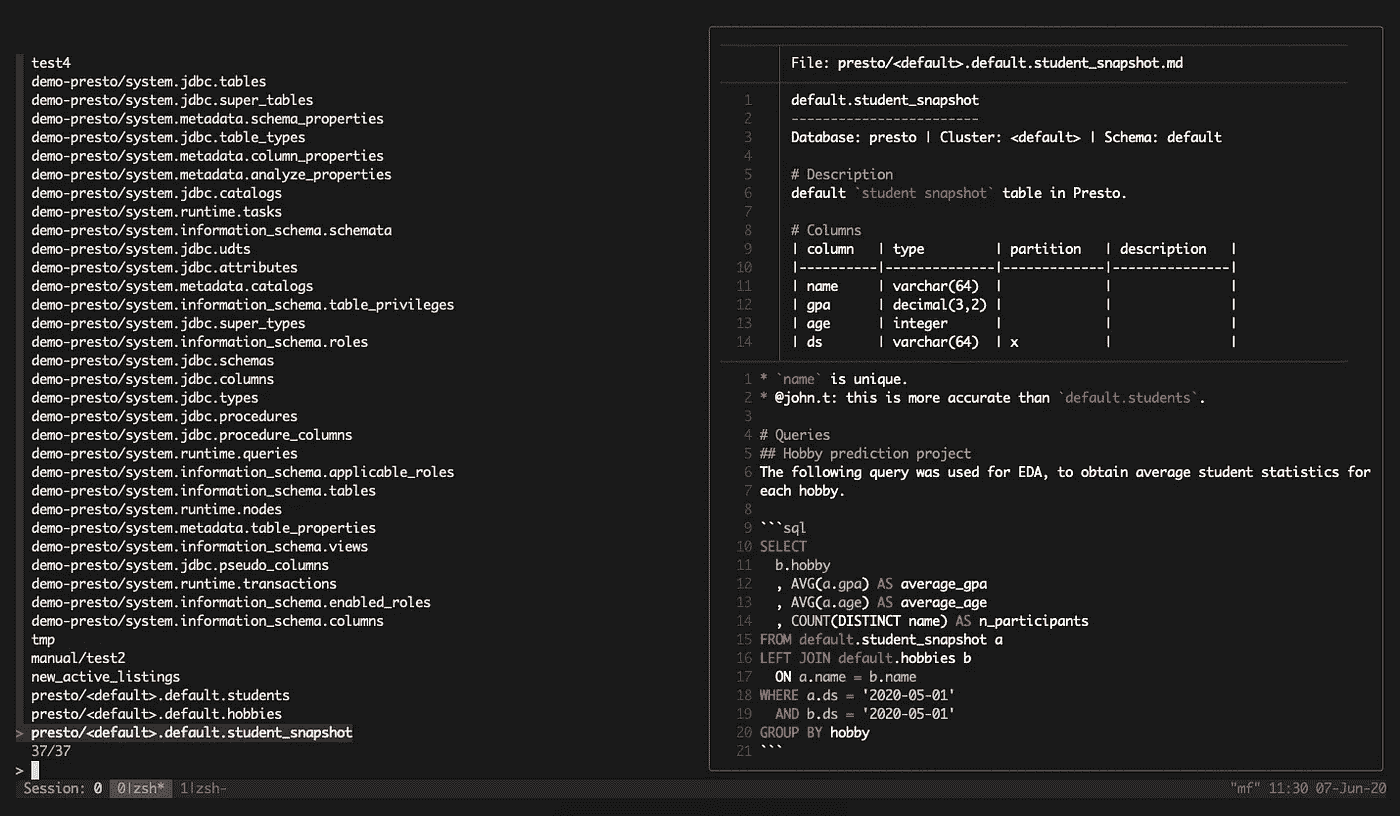 test4
demo-presto/system.jdbc.tables
demo-presto/system.jdbc.super_tables
demo-presto/system.metadata.schema_properties
demo-presto/system.jdbc.table_types
demo-presto/system.metadata.column_properties
demo-presto/system.metadata.analyze_properties
demo-presto/system.jdbc.catalogs
demo-presto/system.runtime.tasks
demo-presto/system.information_schema.schemata
demo-presto/system.jdbc.udts
demo-presto/system.jdbc.attributes
demo-presto/system.metadata.catalogs
demo-presto/system.information_schema.table_privileges
demo-presto/system.jdbc.super_types
demo-presto/system.information_schema.roles
demo-presto/system.jdbc.schemas
demo-presto/system.jdbc.columns
demo-presto/system.jdbc.types
demo-presto/system.jdbc.procedures
demo-presto/system.jdbc.procedure_columns
demo-presto/system.runtime.queries
demo-presto/system.information_schema.applicable_roles
demo-presto/system.information_schema.tables
demo-presto/system.runtime.nodes
demo-presto/system.metadata.table_properties
demo-presto/system.information_schema.views
demo-presto/system.jdbc.pseudo_columns
demo-presto/system.runtime.transactions
demo-presto/system.information_schema.enabled_roles
demo-presto/system.information_schema.columns
tmp
manual/test2
new_active_listings
presto/<default>.default.students
presto/<default>.default.hobbies
> presto/<default>.default.student_snapshot
37/37
>
File: presto/<default>.default.student_snapshot.md
1 default.student_snapshot
2 ------------------------
3 Database: presto | Cluster: <default> | Schema: default
4
5 # Description
6 default `student snapshot` table in Presto.
7
8 # Columns
9 | column   | type         | partition   | description   |
10 |----------|--------------|-------------|---------------|
11 | name     | varchar(64)  |             |               |
12 | gpa      | decimal(3,2) |             |               |
13 | age      | integer      |             |               |
14 | ds       | varchar(64)  | x           |               |
1 * `name` is unique.
2 * @john.t: this is more accurate than `default.students`.
3
4 # Queries
5 ## Hobby prediction project
6 The following query was used for EDA, to obtain average student statistics for
7 each hobby.
8
9 ```sql
10 SELECT
11   b.hobby
12   , AVG(a.gpa) AS average_gpa
13   , AVG(a.age) AS average_age
14   , COUNT(DISTINCT name) AS n_participants
15 FROM default.student_snapshot a
16 LEFT JOIN default.hobbies b
17   ON a.name = b.name
18 WHERE a.ds = '2020-05-01'
19   AND b.ds = '2020-05-01'
20 GROUP BY hobby
21 ```
Session: 0 0|zsh* 1|zsh- "mf" 11:30 07-Jun-20